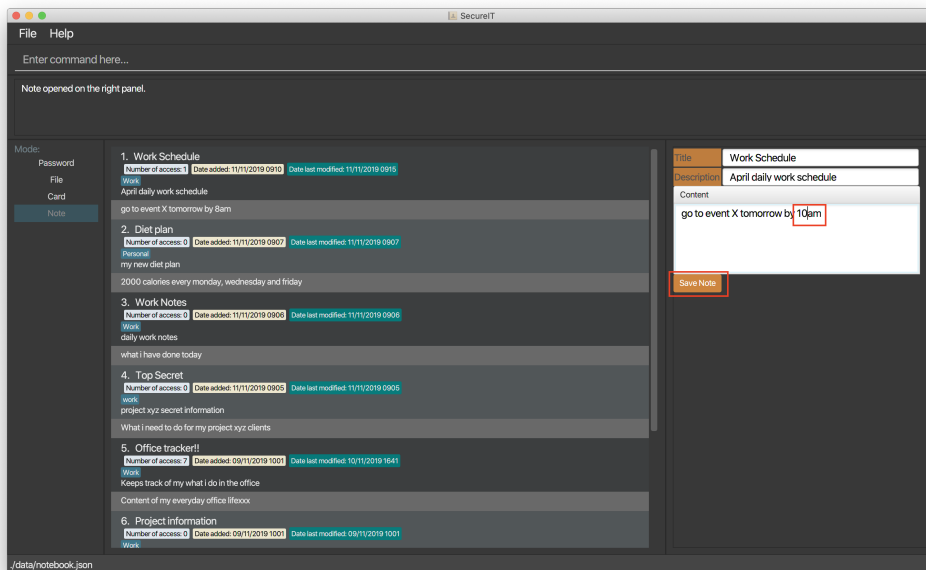 SecureIT
File Help
Enter command here...
Note opened on the right panel.
Mode:
Password
File
Card
Note
1. Work Schedule
Number of access: 1 Date added: 11/11/2019 0910 Date last modified: 11/11/2019 0915
Work
April daily work schedule
go to event X tomorrow by 8am
2. Diet plan
Number of access: 0 Date added: 11/11/2019 0907 Date last modified: 11/11/2019 0907
Personal
my new diet plan
2000 calories every monday, wednesday and friday
3. Work Notes
Number of access: 0 Date added: 11/11/2019 0906 Date last modified: 11/11/2019 0906
Work
daily work notes
what i have done today
4. Top Secret
Number of access: 0 Date added: 11/11/2019 0905 Date last modified: 11/11/2019 0905
work
project xyz secret information
What i need to do for my project xyz clients
5. Office tracker!!
Number of access: 7 Date added: 09/11/2019 1001 Date last modified: 10/11/2019 1641
Work
Keeps track of my what i do in the office
Content of my everyday office lifexxx
6. Project information
Number of access: 0 Date added: 09/11/2019 1001 Date last modified: 09/11/2019 1001
Work
Title Work Schedule
Description April daily work schedule
Content
go to event X tomorrow by 10am
Save Note
./data/notebook.json